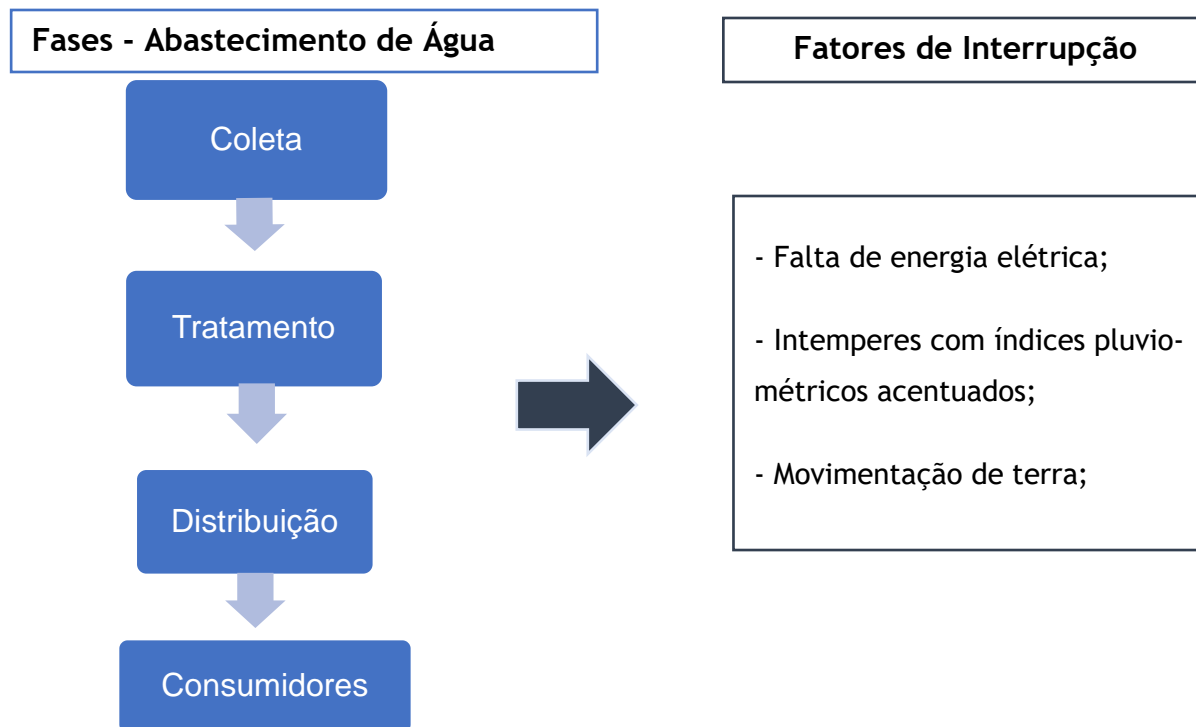 Fases - Abastecimento de Água
Coleta
Tratamento
Distribuição
Consumidores
Fatores de Interrupção
- Falta de energia elétrica;
- Intemperes com índices pluvio-
métricos acentuados;
- Movimentação de terra;